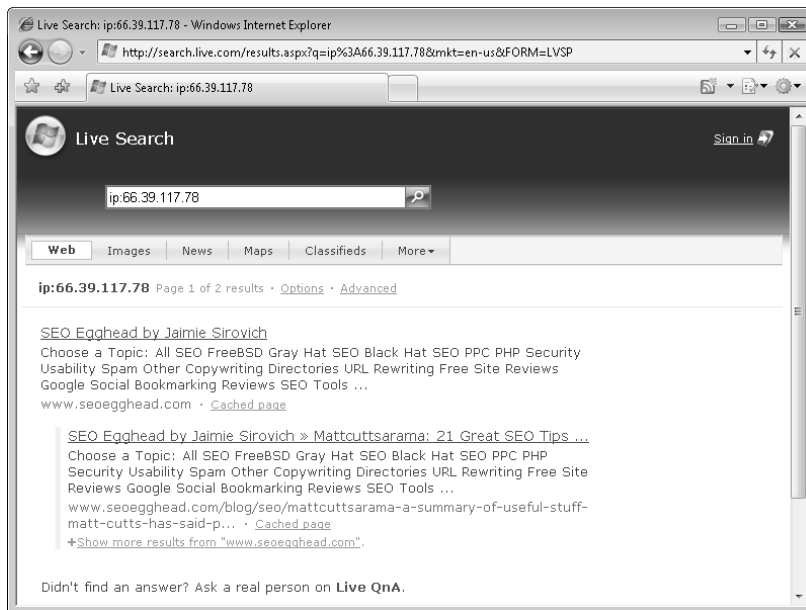 Live Search: ip:66.39.117.78 - Windows Internet Explorer
http://search.live.com/results.aspx?q=ip%3A66.39.117.78&mkt=en-us&FORM=LVSP
Live Search: ip:66.39.117.78
Live Search
Sign in
ip:66.39.117.78
Web Images News Maps Classifieds More
ip:66.39.117.78 Page 1 of 2 results · Options · Advanced
SEO Egghead by Jaimie Sirovich
Choose a Topic: All SEO FreeBSD Gray Hat SEO Black Hat SEO PPC PHP Security
Usability Spam Other Copywriting Directories URL Rewriting Free Site Reviews
Google Social Bookmarking Reviews SEO Tools ...
www.seoegghead.com · Cached page
SEO Egghead by Jaimie Sirovich » Mattcuttsarama: 21 Great SEO Tips ...
Choose a Topic: All SEO FreeBSD Gray Hat SEO Black Hat SEO PPC PHP
Security Usability Spam Other Copywriting Directories URL Rewriting Free Site
Reviews Google Social Bookmarking Reviews SEO Tools ...
www.seoegghead.com/blog/seo/mattcuttsarama-a-summary-of-useful-stuff-
matt-cutts-has-said-p... · Cached page
+Show more results from "www.seoegghead.com".
Didn't find an answer? Ask a real person on Live QnA.